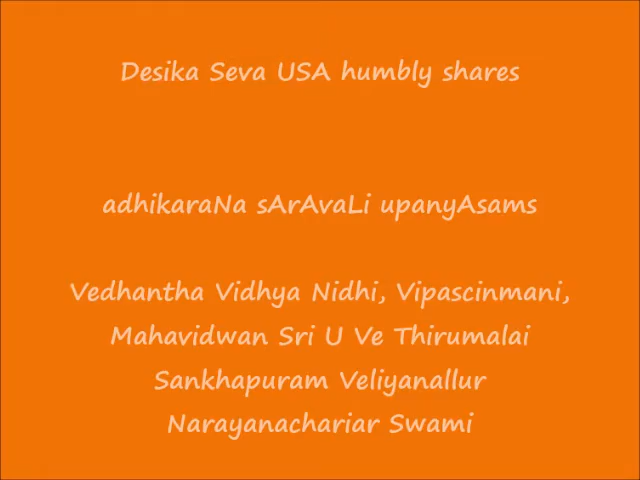 Desika Seva USA humbly shares
adhikaraNa sArAvaLi upanyAsams
Vedhantha Vidhya Nidhi, Vipascinmani,
Mahavidwan Sri U Ve Thirumalai
Sankhapuram Veliyanallur
Narayanachariar Swami